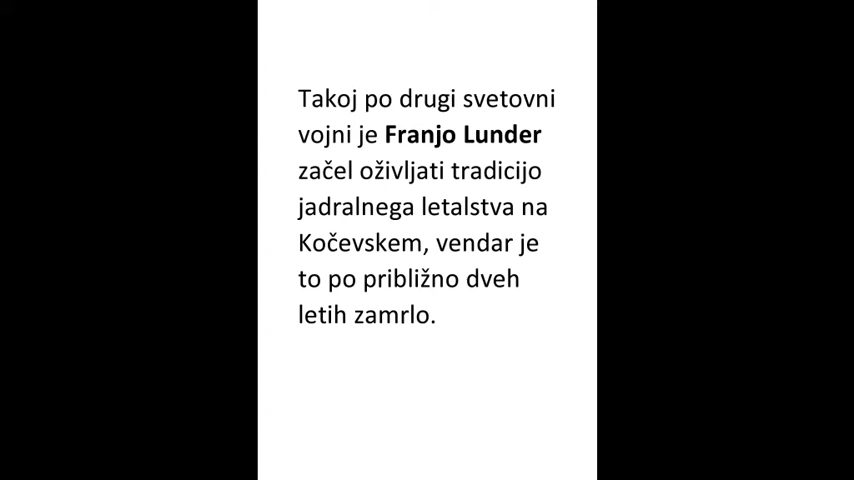 Takoj po drugi svetovni
vojni je Franjo Lunder
začel oživljati tradicijo
jadralnega letalstva na
Kočevskem, vendar je
to po približno dveh
letih zamrlo.